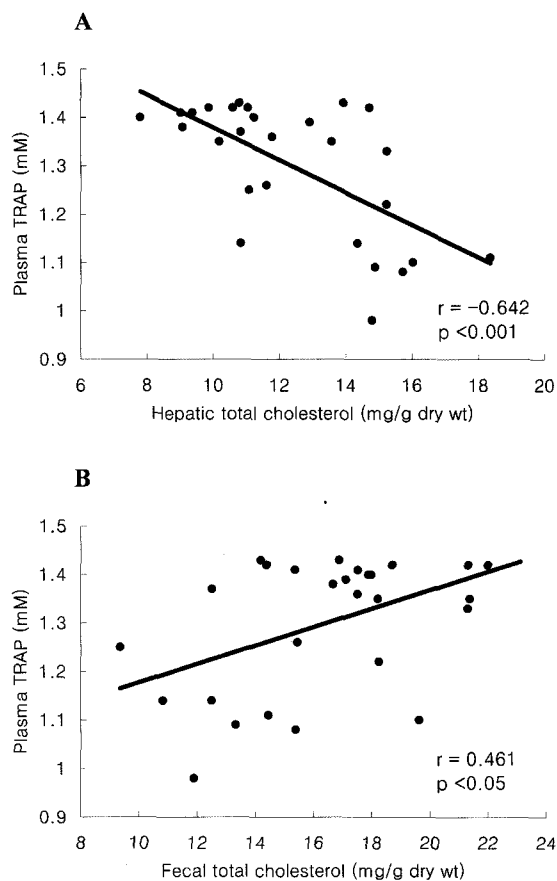 A
1.5
1.4
1.3
1.2
1.1
1
0.9
Plasma TRAP (mM)
r = −0.642
p <0.001
6 8 10 12 14 16 18 20
Hepatic total cholesterol (mg/g dry wt)
B
1.5
1.4
1.3
1.2
1.1
1
0.9
Plasma TRAP (mM)
r = 0.461
p <0.05
8 10 12 14 16 18 20 22 24
Fecal total cholesterol (mg/g dry wt)